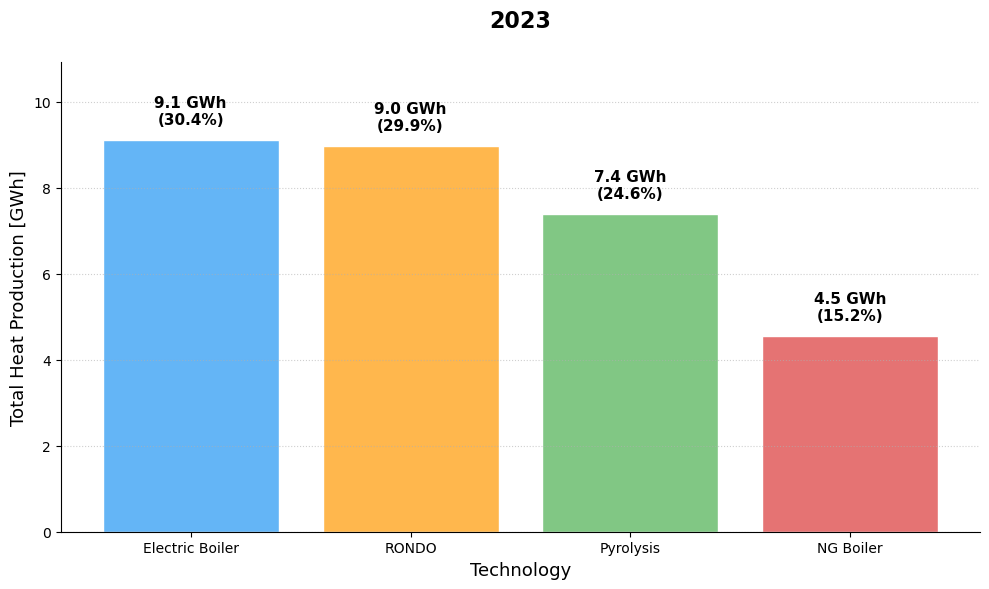 2023
Total Heat Production [GWh]
10
8
6
4
2
0
9.1 GWh
(30.4%)
9.0 GWh
(29.9%)
7.4 GWh
(24.6%)
4.5 GWh
(15.2%)
Electric Boiler
RONDO
Pyrolysis
NG Boiler
Technology